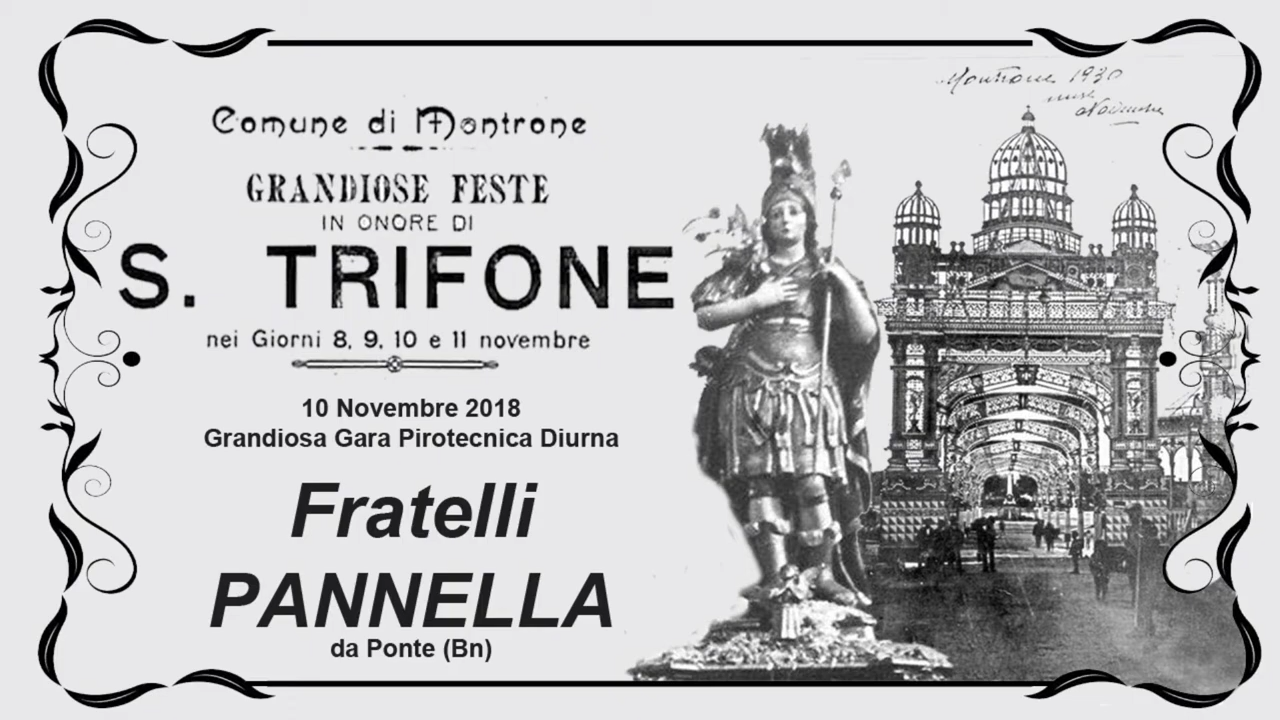 Comune di Montrone
GRANDIOSE FESTE
IN ONORE DI
S. TRIFONE
nei Giorni 8, 9, 10 e 11 novembre
10 Novembre 2018
Grandiosa Gara Pirotecnica Diurna
Fratelli
PANNELLA
da Ponte (Bn)
Montrone 1930